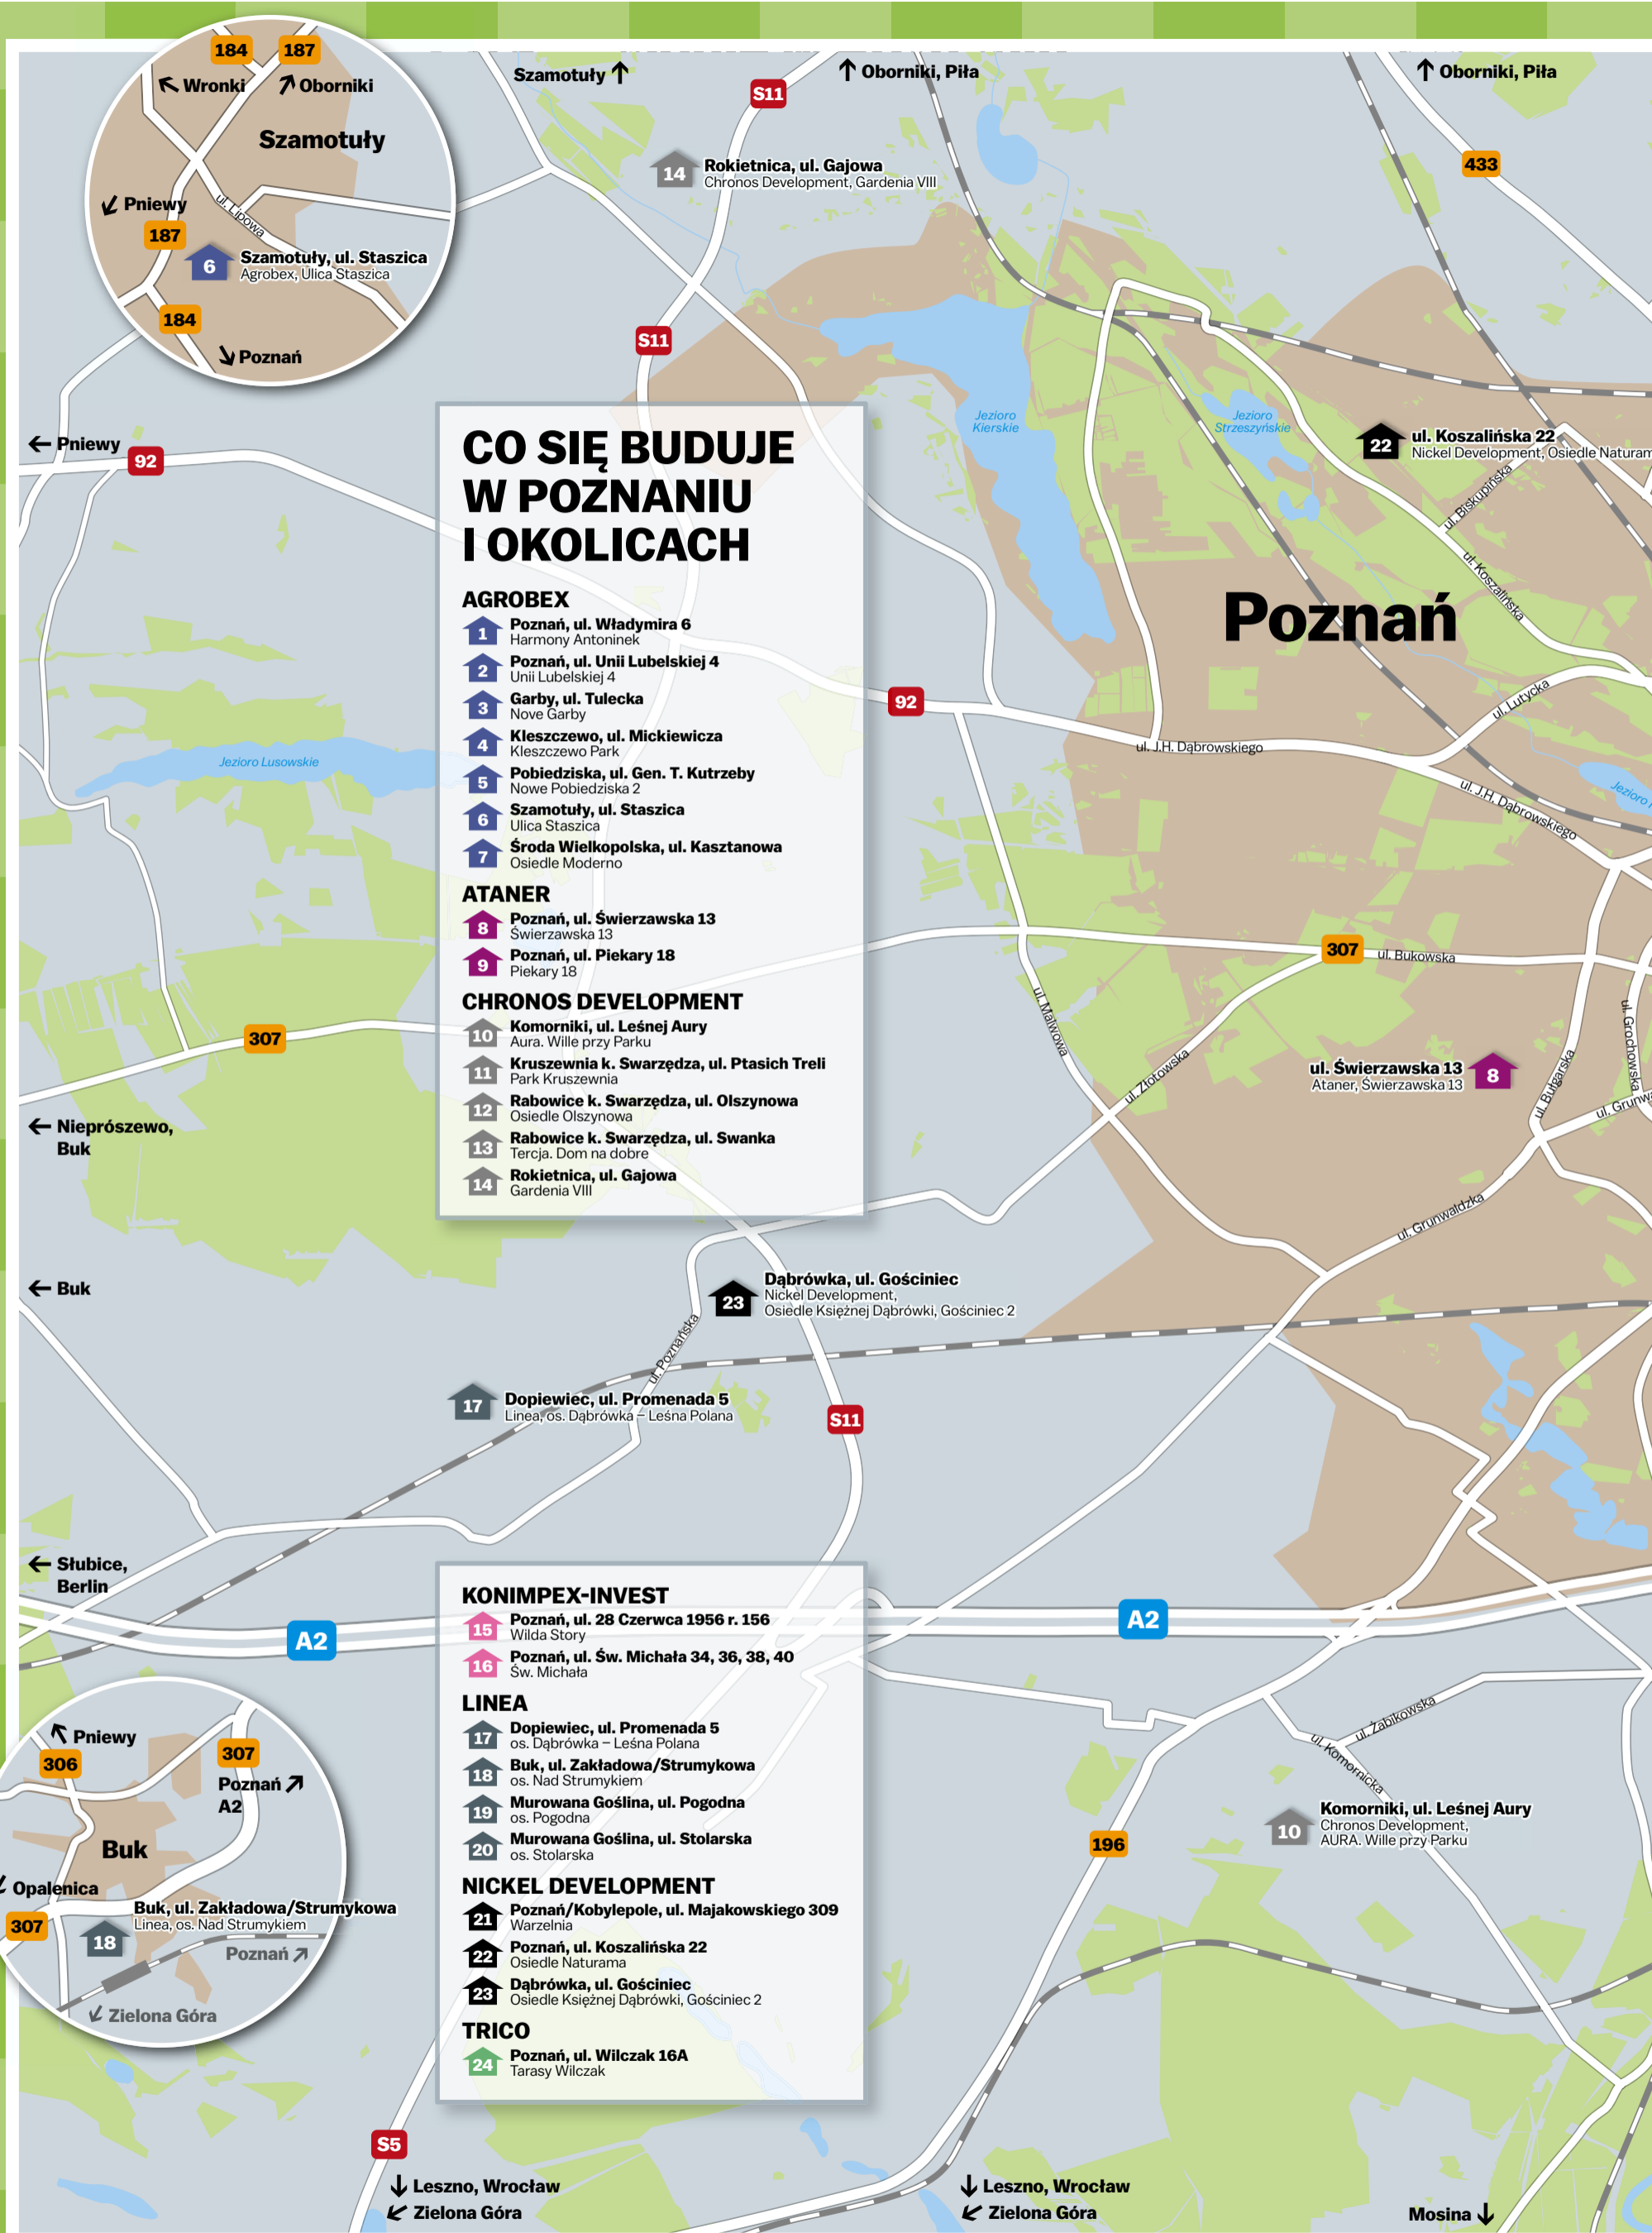 184
187
Wronki
Oborniki
Szamotuły
Pniewy
187
ul. Lipowa
6
Szamotuły, ul. Staszica
Agrobex, Ulica Staszica
184
Poznań
Szamotuły
S11
Oborniki, Piła
Oborniki, Piła
433
14
Rokietnica, ul. Gajowa
Chronos Development, Gardenia VIII
S11
Pniewy
92
Jezioro
Kierskie
Jezioro
Strzeszyńskie
22
ul. Koszalińska 22
Nickel Development, Osiedle Naturam
ul. Biskupińska
ul. Koszalińska
Poznań
CO SIĘ BUDUJE
W POZNANIU
I OKOLICACH
AGROBEX
1
Poznań, ul. Władymira 6
Harmony Antoninek
2
Poznań, ul. Unii Lubelskiej 4
Unii Lubelskiej 4
3
Garby, ul. Tulecka
Nove Garby
4
Kleszczewo, ul. Mickiewicza
Kleszczewo Park
5
Pobiedziska, ul. Gen. T. Kutrzeby
Nowe Pobiedziska 2
6
Szamotuły, ul. Staszica
Ulica Staszica
7
Środa Wielkopolska, ul. Kasztanowa
Osiedle Moderno
ATANER
8
Poznań, ul. Świerzawska 13
Świerzawska 13
9
Poznań, ul. Piekary 18
Piekary 18
CHRONOS DEVELOPMENT
10
Komorniki, ul. Leśnej Aury
Aura. Wille przy Parku
11
Kruszewnia k. Swarzędza, ul. Ptasich Treli
Park Kruszewnia
12
Rabowice k. Swarzędza, ul. Olszynowa
Osiedle Olszynowa
13
Rabowice k. Swarzędza, ul. Swanka
Tercja. Dom na dobre
14
Rokietnica, ul. Gajowa
Gardenia VIII
92
ul. J.H. Dąbrowskiego
ul. Lutycka
ul. J.H. Dąbrowskiego
Jezioro
Jezioro Lusowskie
307
ul. Bukowska
ul. Malwowa
ul. Złotowska
ul. Grochowska
ul. Bułgarska
ul. Grunwa
ul. Świerzawska 13
Ataner, Świerzawska 13
8
ul. Grunwaldzka
307
Nieprószewo,
Buk
Buk
23
Dąbrówka, ul. Gościniec
Nickel Development,
Osiedle Księżnej Dąbrówki, Gościniec 2
ul. Poznańska
17
Dopiewiec, ul. Promenada 5
Linea, os. Dąbrówka – Leśna Polana
S11
Słubice,
Berlin
A2
A2
KONIMPEX-INVEST
15
Poznań, ul. 28 Czerwca 1956 r. 156
Wilda Story
16
Poznań, ul. Św. Michała 34, 36, 38, 40
Św. Michała
LINEA
17
Dopiewiec, ul. Promenada 5
os. Dąbrówka – Leśna Polana
18
Buk, ul. Zakładowa/Strumykowa
os. Nad Strumykiem
19
Murowana Goślina, ul. Pogodna
os. Pogodna
20
Murowana Goślina, ul. Stolarska
os. Stolarska
NICKEL DEVELOPMENT
21
Poznań/Kobylepole, ul. Majakowskiego 309
Warzelnia
22
Poznań, ul. Koszalińska 22
Osiedle Naturama
23
Dąbrówka, ul. Gościniec
Osiedle Księżnej Dąbrówki, Gościniec 2
TRICO
24
Poznań, ul. Wilczak 16A
Tarasy Wilczak
Pniewy
306
307
Poznań
A2
Buk
Opalenica
307
Buk, ul. Zakładowa/Strumykowa
Linea, os. Nad Strumykiem
18
Poznań
Zielona Góra
ul. Żabikowska
ul. Komornicka
10
Komorniki, ul. Leśnej Aury
Chronos Development,
AURA. Wille przy Parku
196
S5
Leszno, Wrocław
Zielona Góra
Leszno, Wrocław
Zielona Góra
Mosina